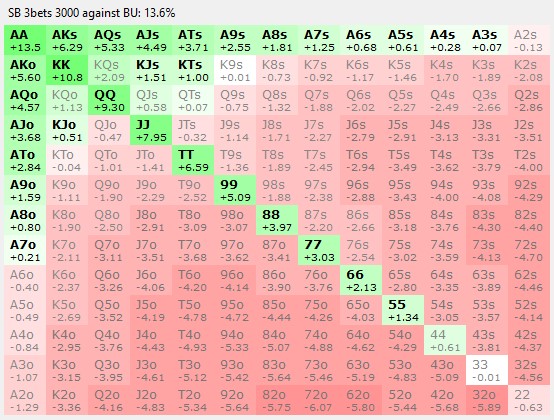 SB 3bets 3000 against BU: 13.6%
AA AKs AQs AJs ATs A9s A8s A7s A6s A5s A4s A3s A2s
+13.5 +6.29 +5.33 +4.49 +3.71 +2.55 +1.81 +1.25 +0.68 +0.61 +0.28 +0.07 -0.13
AKo KK KQs KJs KTs K9s K8s K7s K6s K5s K4s K3s K2s
+5.60 +10.8 +2.09 +1.51 +1.00 +0.01 -0.73 -0.92 -1.17 -1.46 -1.70 -1.89 -2.08
AQo KQo QQ QJs QTs Q9s Q8s Q7s Q6s Q5s Q4s Q3s Q2s
+4.57 +1.13 +9.30 +0.58 +0.07 -0.75 -1.32 -1.88 -2.02 -2.27 -2.49 -2.66 -2.86
AJo KJo QJo JJ JTs J9s J8s J7s J6s J5s J4s J3s J2s
+3.68 +0.51 -0.47 +7.95 -0.32 -1.14 -1.71 -2.27 -2.79 -2.91 -3.13 -3.31 -3.51
ATo KTo QTo JTo TT T9s T8s T7s T6s T5s T4s T3s T2s
+2.84 -0.04 -1.01 -1.41 +6.59 -1.36 -1.89 -2.45 -2.94 -3.49 -3.62 -3.79 -4.00
A9o K9o Q9o J9o T9o 99 98s 97s 96s 95s 94s 93s 92s
+1.59 -1.11 -1.90 -2.29 -2.52 +5.09 -1.98 -2.38 -2.88 -3.43 -4.00 -4.08 -4.29
A8o K8o Q8o J8o T8o 98o 88 87s 86s 85s 84s 83s 82s
+0.80 -1.90 -2.50 -2.91 -3.09 -3.07 +3.97 -2.20 -2.66 -3.18 -3.76 -4.30 -4.40
A7o K7o Q7o J7o T7o 97o 87o 77 76s 75s 74s 73s 72s
+0.21 -2.11 -3.11 -3.51 -3.68 -3.62 -3.41 +3.03 -2.54 -3.02 -3.59 -4.13 -4.70
A6o K6o Q6o J6o T6o 96o 86o 76o 66 65s 64s 63s 62s
-0.40 -2.37 -3.26 -4.06 -4.20 -4.14 -3.90 -3.76 +2.13 -2.80 -3.35 -3.89 -4.46
A5o K5o Q5o J5o T5o 95o 85o 75o 65o 55 54s 53s 52s
-0.49 -2.69 -3.52 -4.19 -4.78 -4.72 -4.44 -4.26 -4.03 +1.34 -3.05 -3.57 -4.14
A4o K4o Q4o J4o T4o 94o 84o 74o 64o 54o 44 43s 42s
-0.84 -2.95 -3.76 -4.43 -4.93 -5.33 -5.07 -4.88 -4.62 -4.29 +0.61 -3.81 -4.37
A3o K3o Q3o J3o T3o 93o 83o 73o 63o 53o 43o 33 32s
-1.07 -3.15 -3.95 -4.61 -5.12 -5.42 -5.64 -5.46 -5.19 -4.83 -5.09 -0.01 -4.56
A2o K2o Q2o J2o T2o 92o 82o 72o 62o 52o 42o 32o 22
-1.29 -3.36 -4.16 -4.83 -5.34 -5.64 -5.75 -6.07 -5.80 -5.44 -5.68 -5.89 -0.62